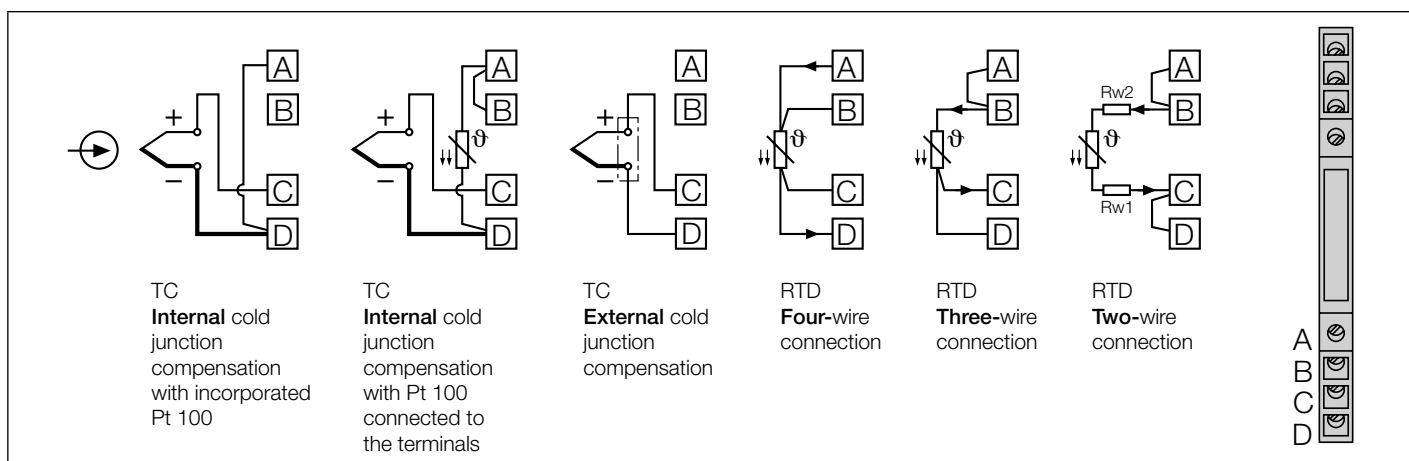 A
B
+
−
C
D
TC
Internal cold
junction
compensation
with incorporated
Pt 100
A
B
+
ϑ
−
C
D
TC
Internal cold
junction
compensation
with Pt 100
connected to
the terminals
A
B
+
−
C
D
TC
External cold
junction
compensation
A
B
ϑ
C
D
RTD
Four-wire
connection
A
B
ϑ
C
D
RTD
Three-wire
connection
A
Rw2
B
ϑ
C
Rw1
D
RTD
Two-wire
connection
A
B
C
D